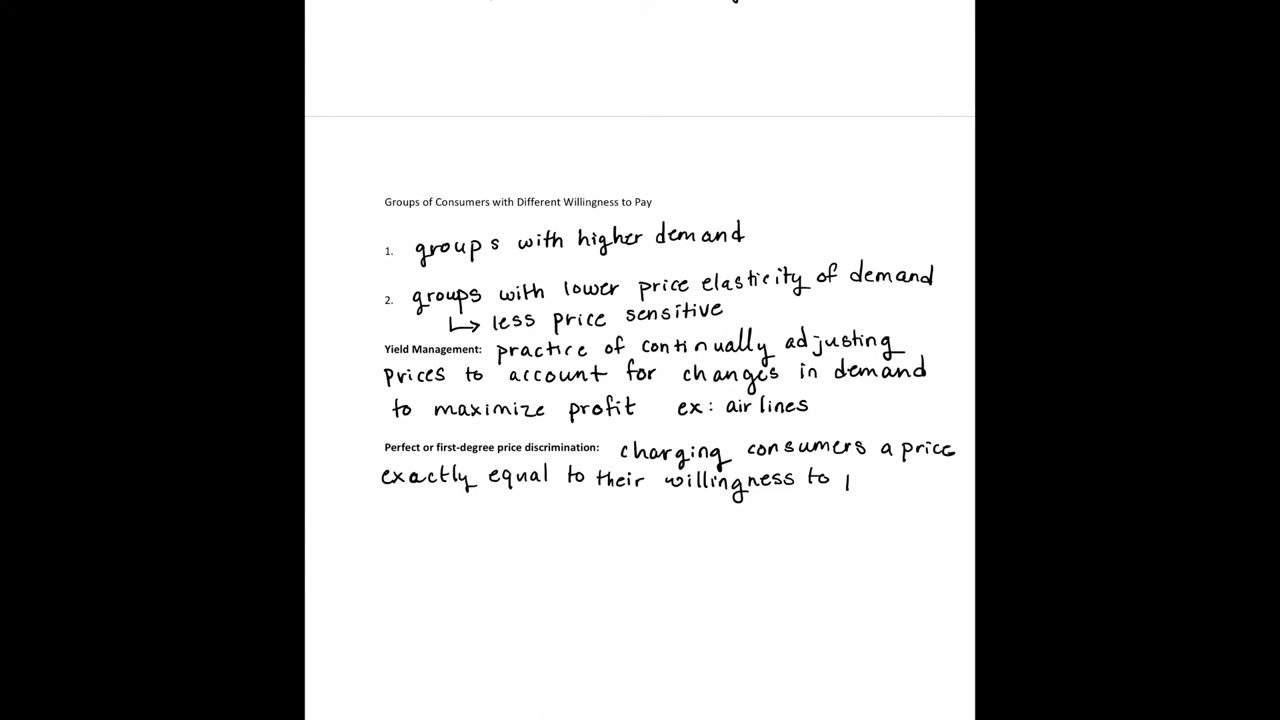 Groups of Consumers with Different Willingness to Pay
1. groups with higher demand
2. groups with lower price elasticity of demand
↳ less price sensitive
Yield Management: practice of continually adjusting
prices to account for changes in demand
to maximize profit ex: airlines
Perfect or first-degree price discrimination: charging consumers a price
exactly equal to their willingness to